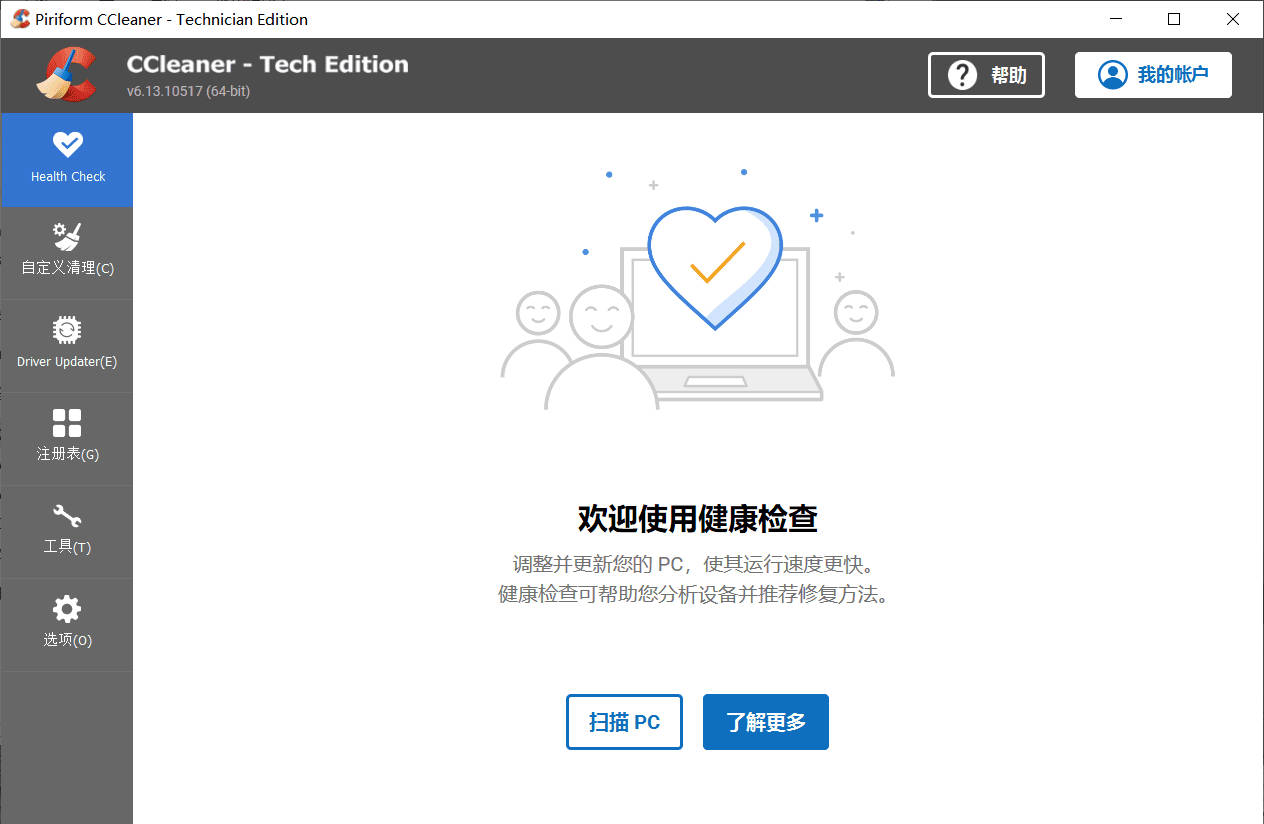 Piriform CCleaner - Technician Edition
CCleaner - Tech Edition
v6.13.10517 (64-bit)
帮助
我的帐户
Health Check
自定义清理(C)
Driver Updater(E)
注册表(G)
工具(T)
选项(O)
欢迎使用健康检查
调整并更新您的 PC，使其运行速度更快。
健康检查可帮助您分析设备并推荐修复方法。
扫描 PC
了解更多